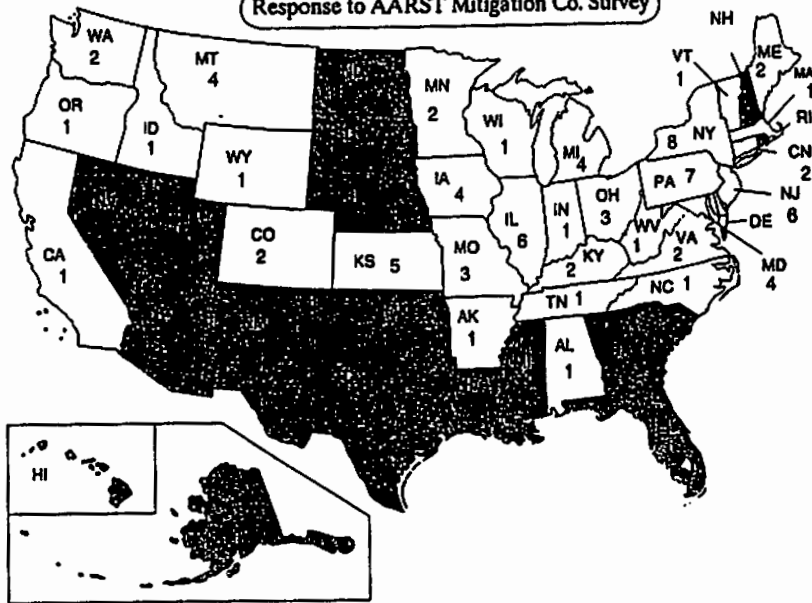 Response to AARST Mitigation Co. Survey
NH
WA
2
MT
4
VT
1
ME
2
MA
1
OR
1
ID
1
MN
2
WI
1
RI
WY
1
MI 4
8 NY
CN
2
IA
4
PA 7
NJ
6
CO
2
IL
6
IN
1
OH
3
WV
1
DE
CA
1
KS 5
MO
3
KY
2
VA
2
MD
4
TN 1
NC 1
AK
1
AL
1
HI